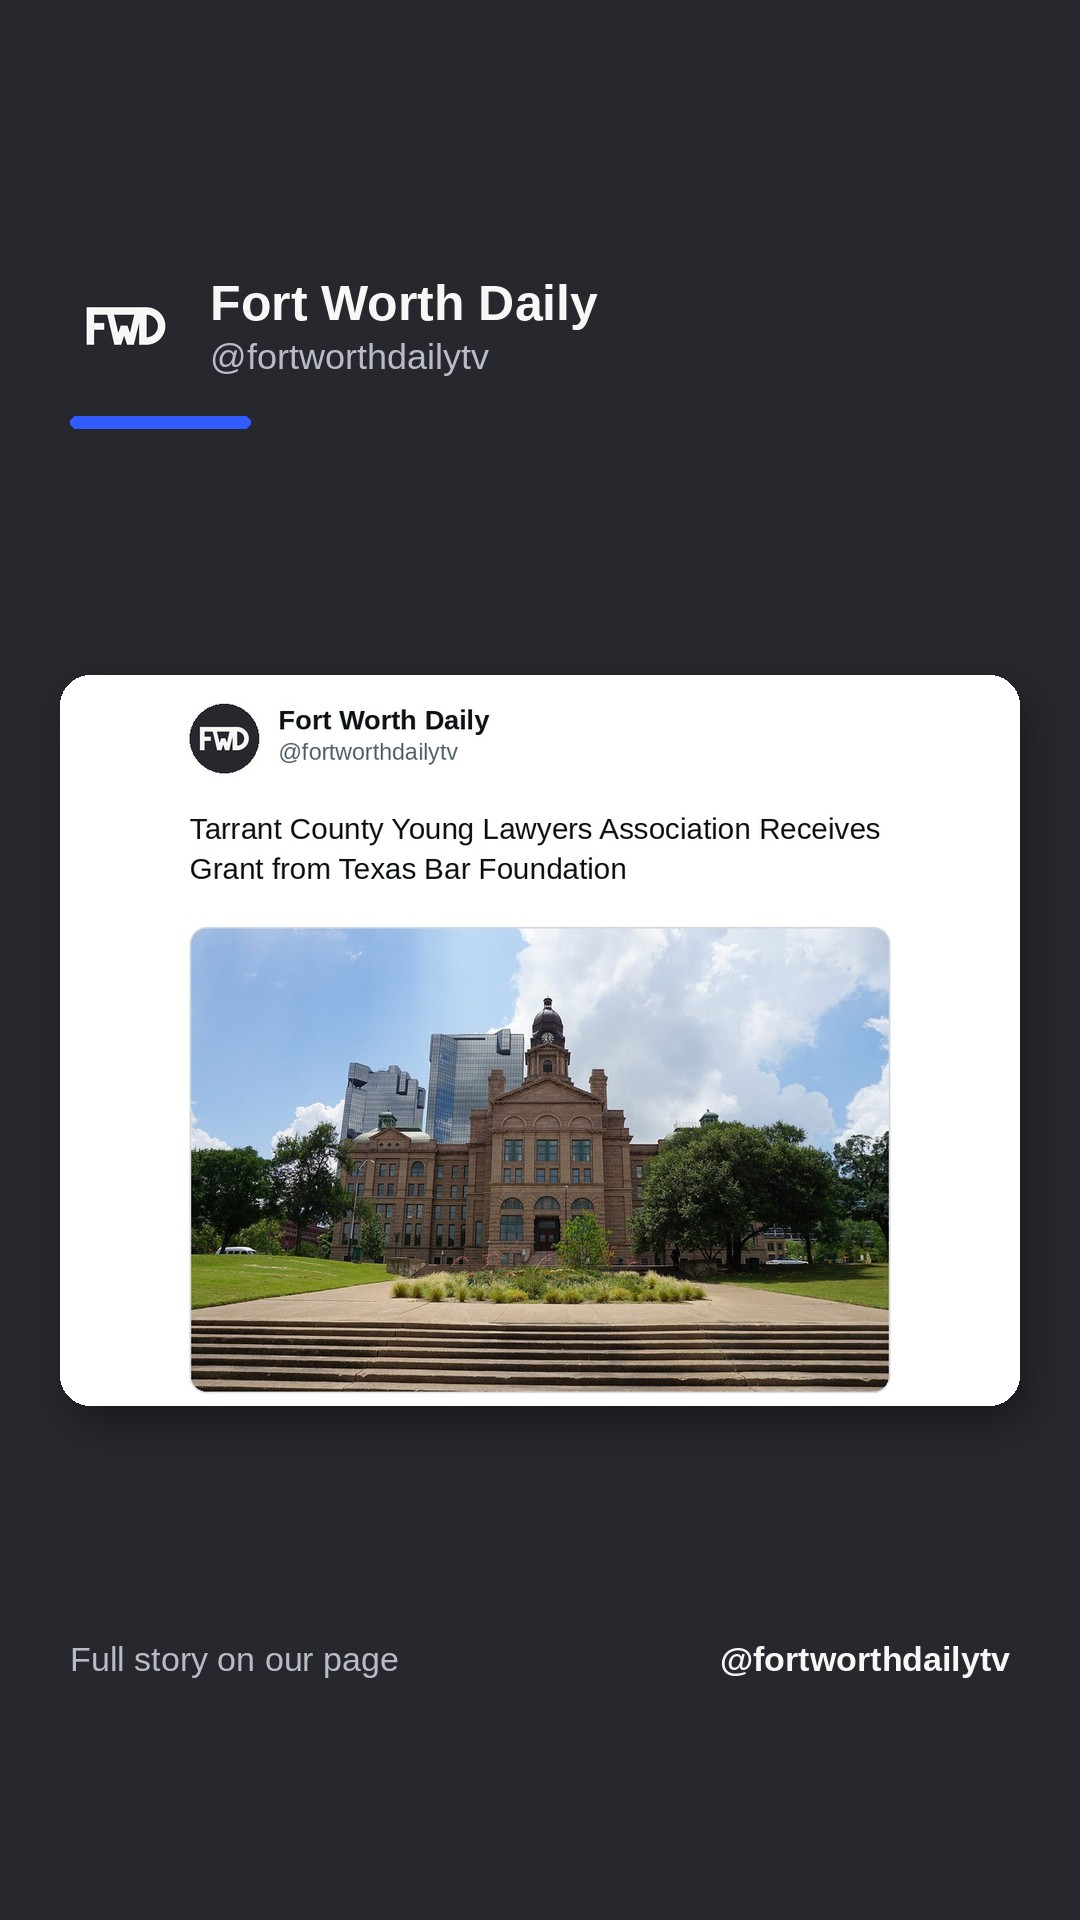 FWD
Fort Worth Daily
@fortworthdailytv
FWD
Fort Worth Daily
@fortworthdailytv
Tarrant County Young Lawyers Association Receives
Grant from Texas Bar Foundation
Full story on our page
@fortworthdailytv